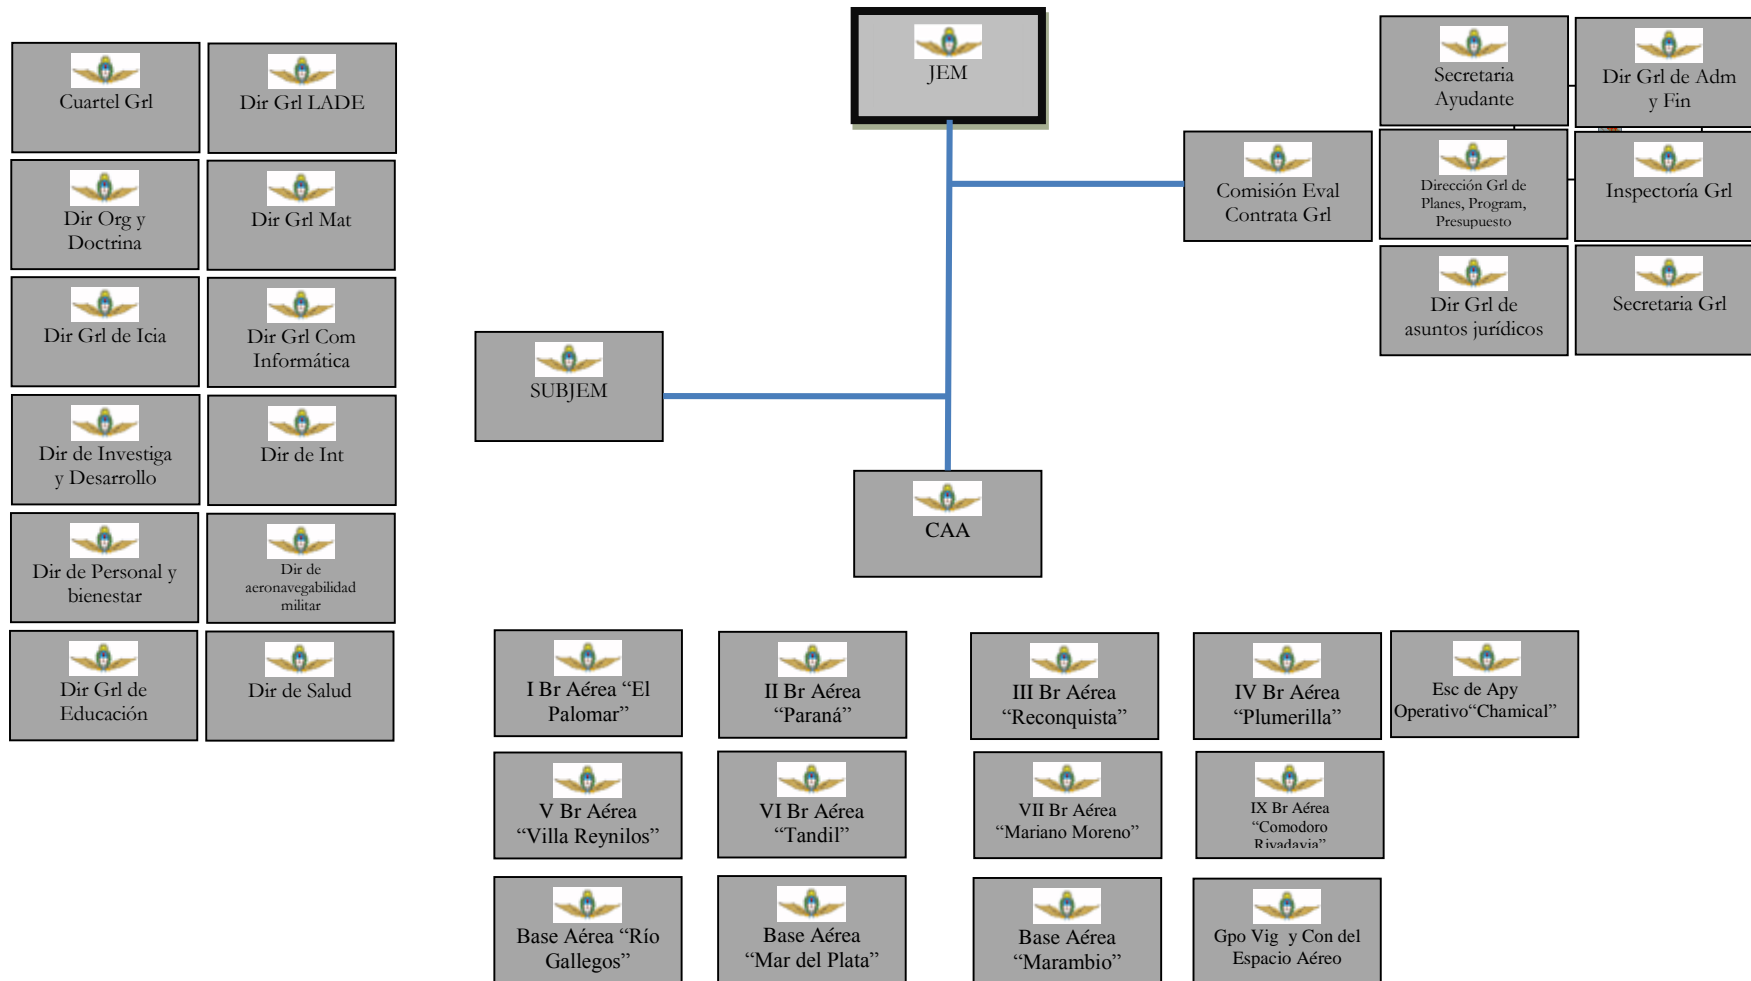 JEM
Cuartel Grl
Dir Grl LADE
Dir Org y
Doctrina
Dir Grl Mat
Dir Grl de Icia
Dir Grl Com
Informática
Dir de Investiga
y Desarrollo
Dir de Int
Dir de Personal y
bienestar
Dir de
aeronavegabilidad
militar
Dir Grl de
Educación
Dir de Salud
Secretaria
Ayudante
Dir Grl de Adm
y Fin
Comisión Eval
Contrata Grl
Dirección Grl de
Planes, Program,
Presupuesto
Inspectoría Grl
Dir Grl de
asuntos jurídicos
Secretaria Grl
SUBJEM
CAA
I Br Aérea “El
Palomar”
II Br Aérea
“Paraná”
III Br Aérea
“Reconquista”
IV Br Aérea
“Plumerilla”
Esc de Apy
Operativo“Chamical”
V Br Aérea
“Villa Reynilos”
VI Br Aérea
“Tandil”
VII Br Aérea
“Mariano Moreno”
IX Br Aérea
“Comodoro
Rivadavia”
Base Aérea “Río
Gallegos”
Base Aérea
“Mar del Plata”
Base Aérea
“Marambio”
Gpo Vig  y Con del
Espacio Aéreo